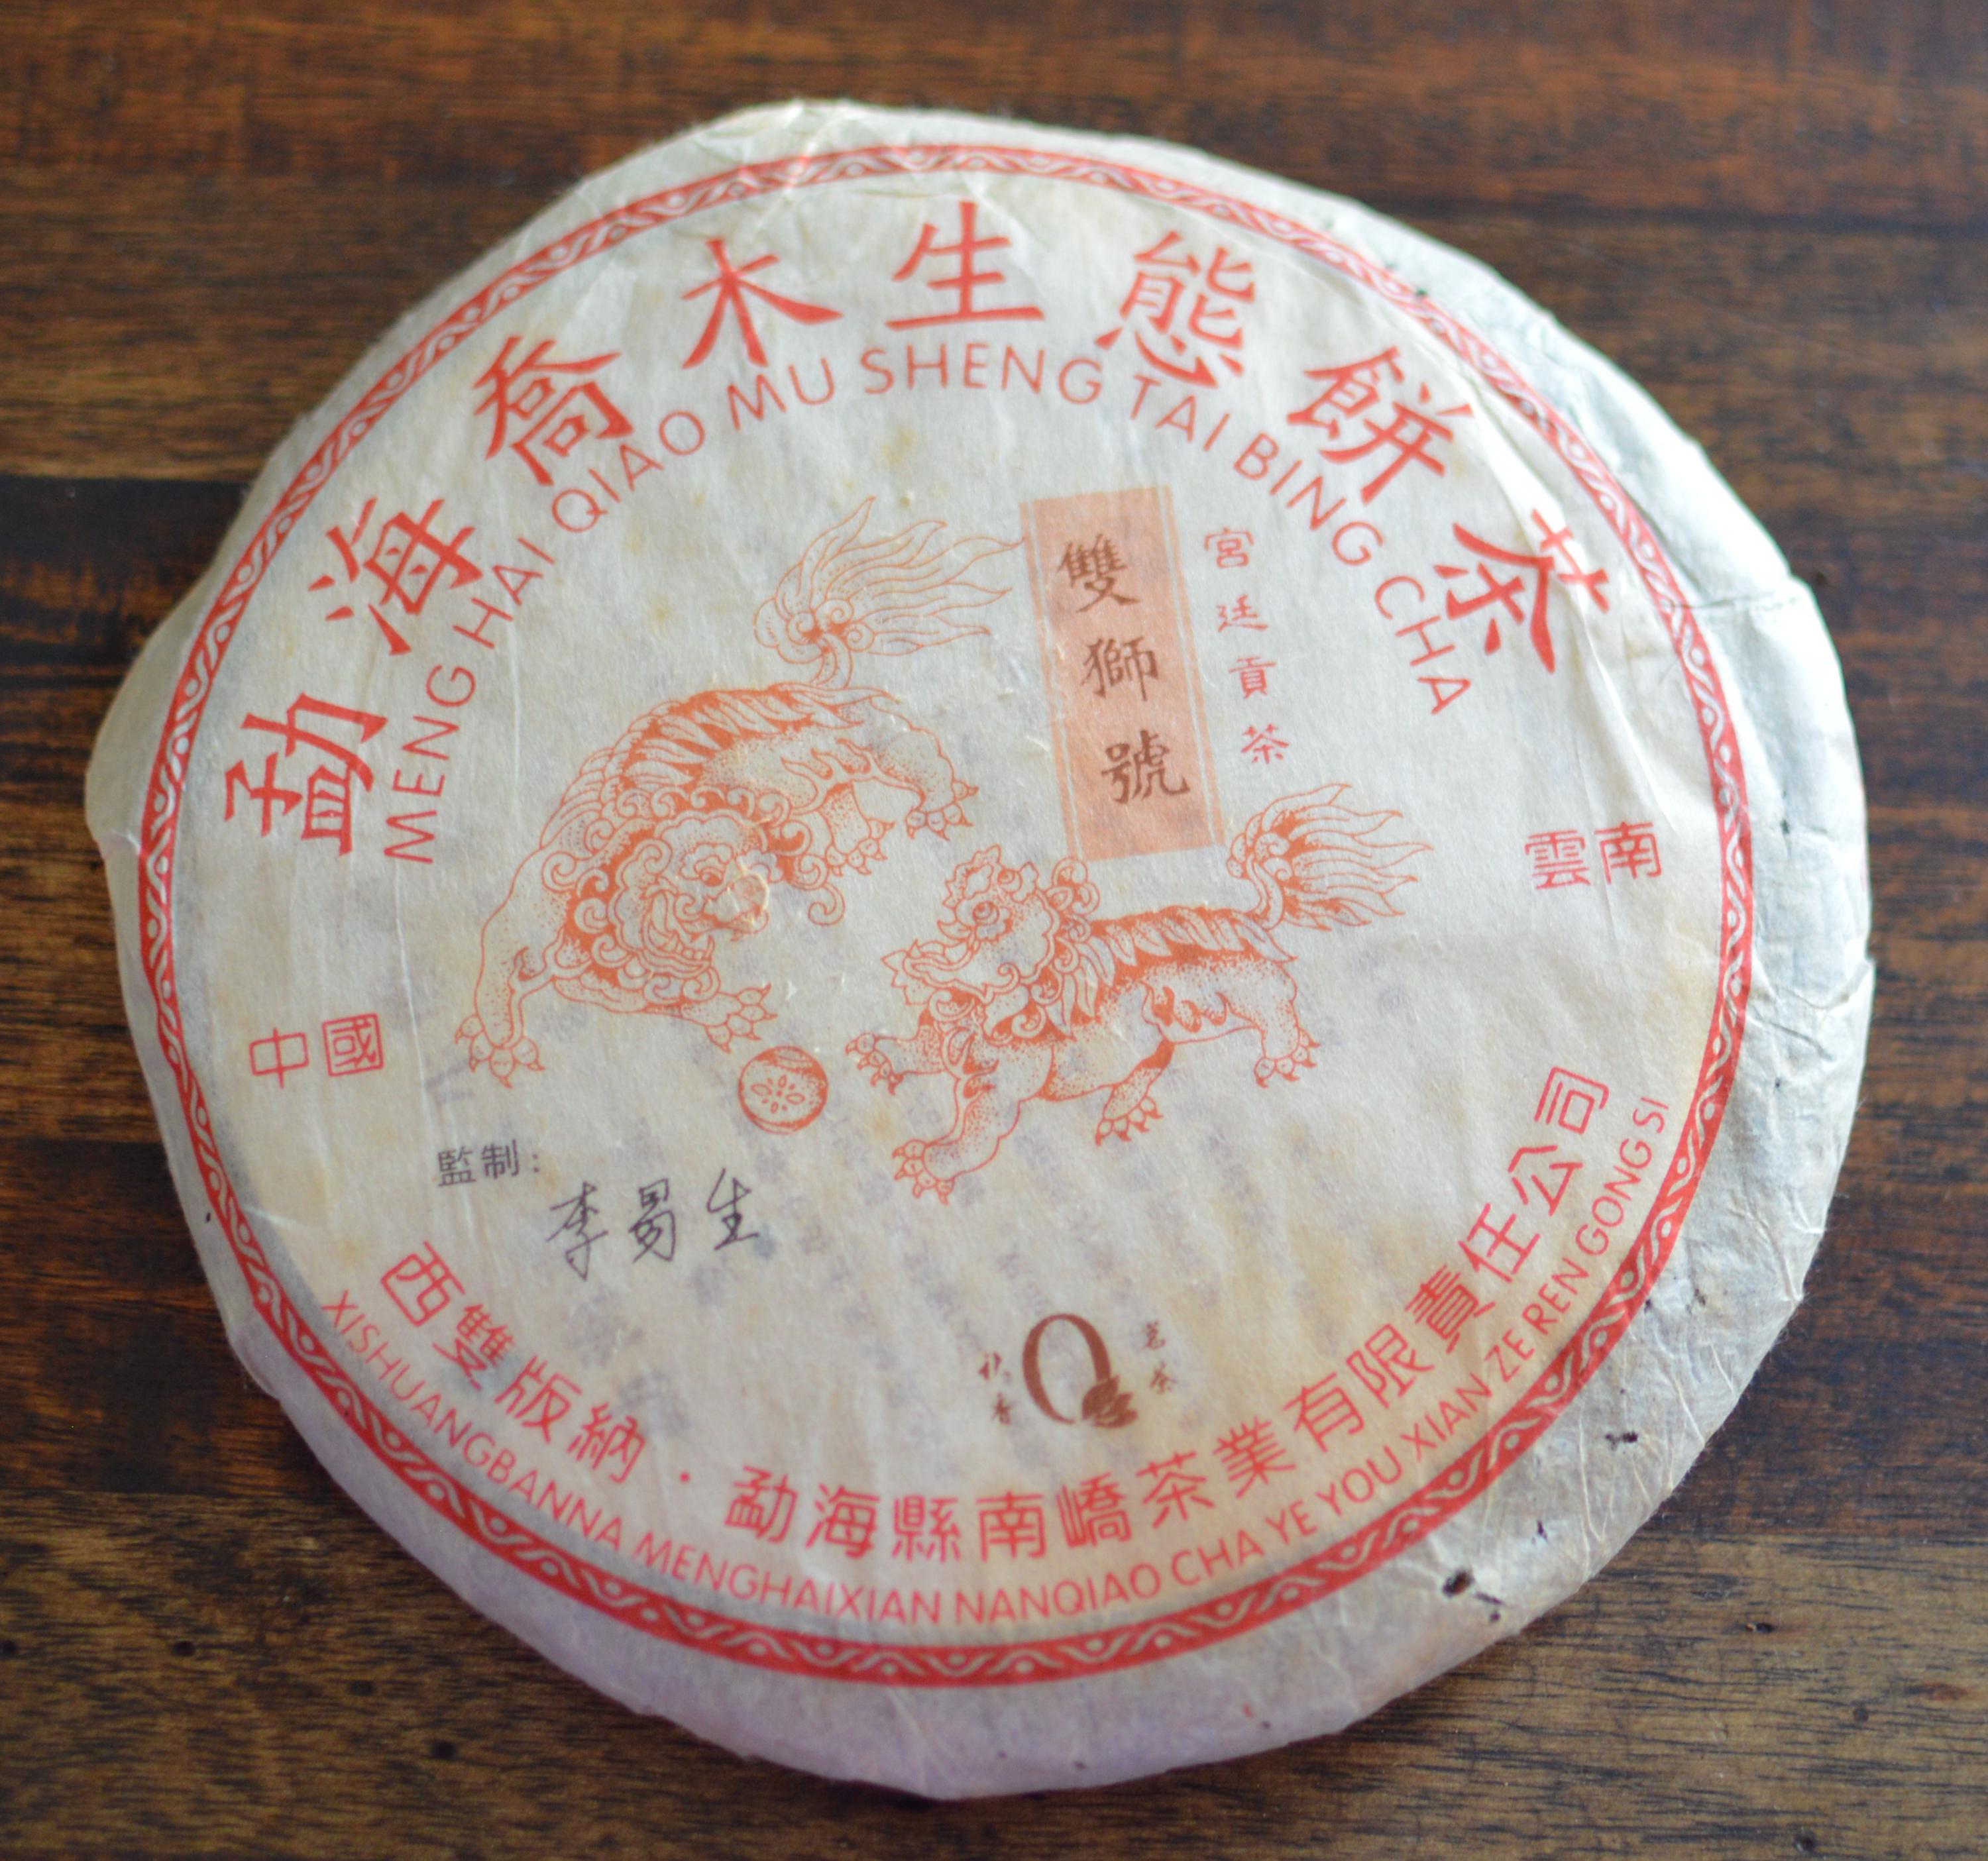 勐海喬木生態餅茶
MENG HAI QIAO MU SHENG TAI BING CHA
宮廷貢茶
雙獅號
中國
雲南
監制:
李易生
老茶
香
西雙版納·勐海縣南嶠茶業有限責任公司
XISHUANGBANNA MENGHAIXIAN NANQIAO CHA YE YOU XIAN ZE REN GONG SI